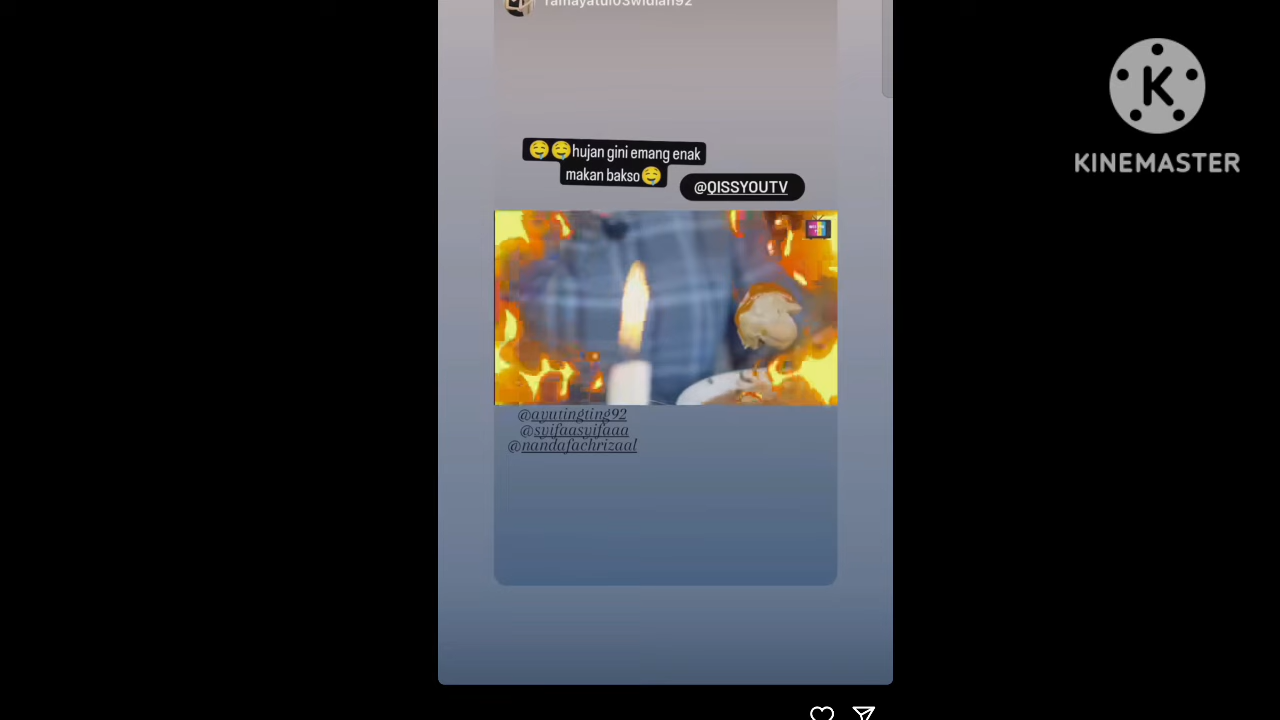 hujan gini emang enak
makan bakso
@QISSYOUTV
@ayutingting92
@syifaasyifaaa
@nandafachrizaal
K
KINEMASTER